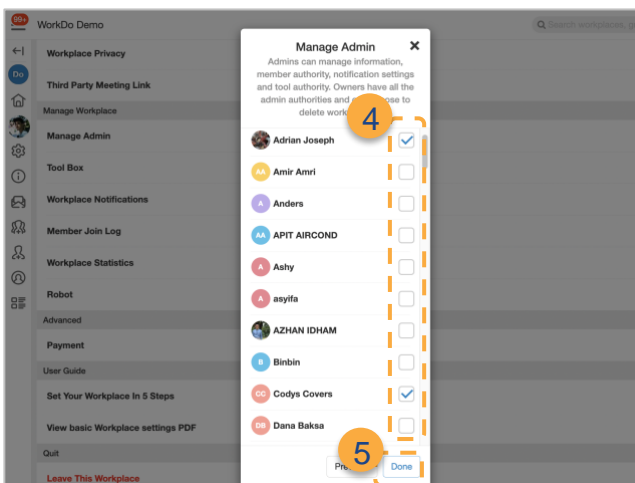 99+
WorkDo Demo
Search workplaces, g
Do
Workplace Privacy
Third Party Meeting Link
Manage Workplace
Manage Admin
Tool Box
Workplace Notifications
Member Join Log
Workplace Statistics
Robot
Advanced
Payment
User Guide
Set Your Workplace In 5 Steps
View basic Workplace settings PDF
Quit
Leave This Workplace
Manage Admin
Admins can manage information,
member authority, notification settings
and tool authority. Owners have all the
admin authorities and to
delete
4
Adrian Joseph
AA Amir Amri
A Anders
AA APIT AIRCOND
A Ashy
A asyifa
AZHAN IDHAM
B Binbin
CC Codys Covers
DB Dana Baksa
5
Done